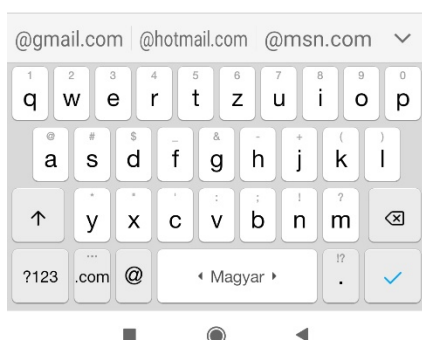 @gmail.com @hotmail.com @msn.com
1 2 3 4 5 6 7 8 9 0
q w e r t z u i o p
@ # $ _ & - + ( )
a s d f g h j k l
" ' : ; ! ?
y x c v b n m
... !?
?123 .com @ Magyar .